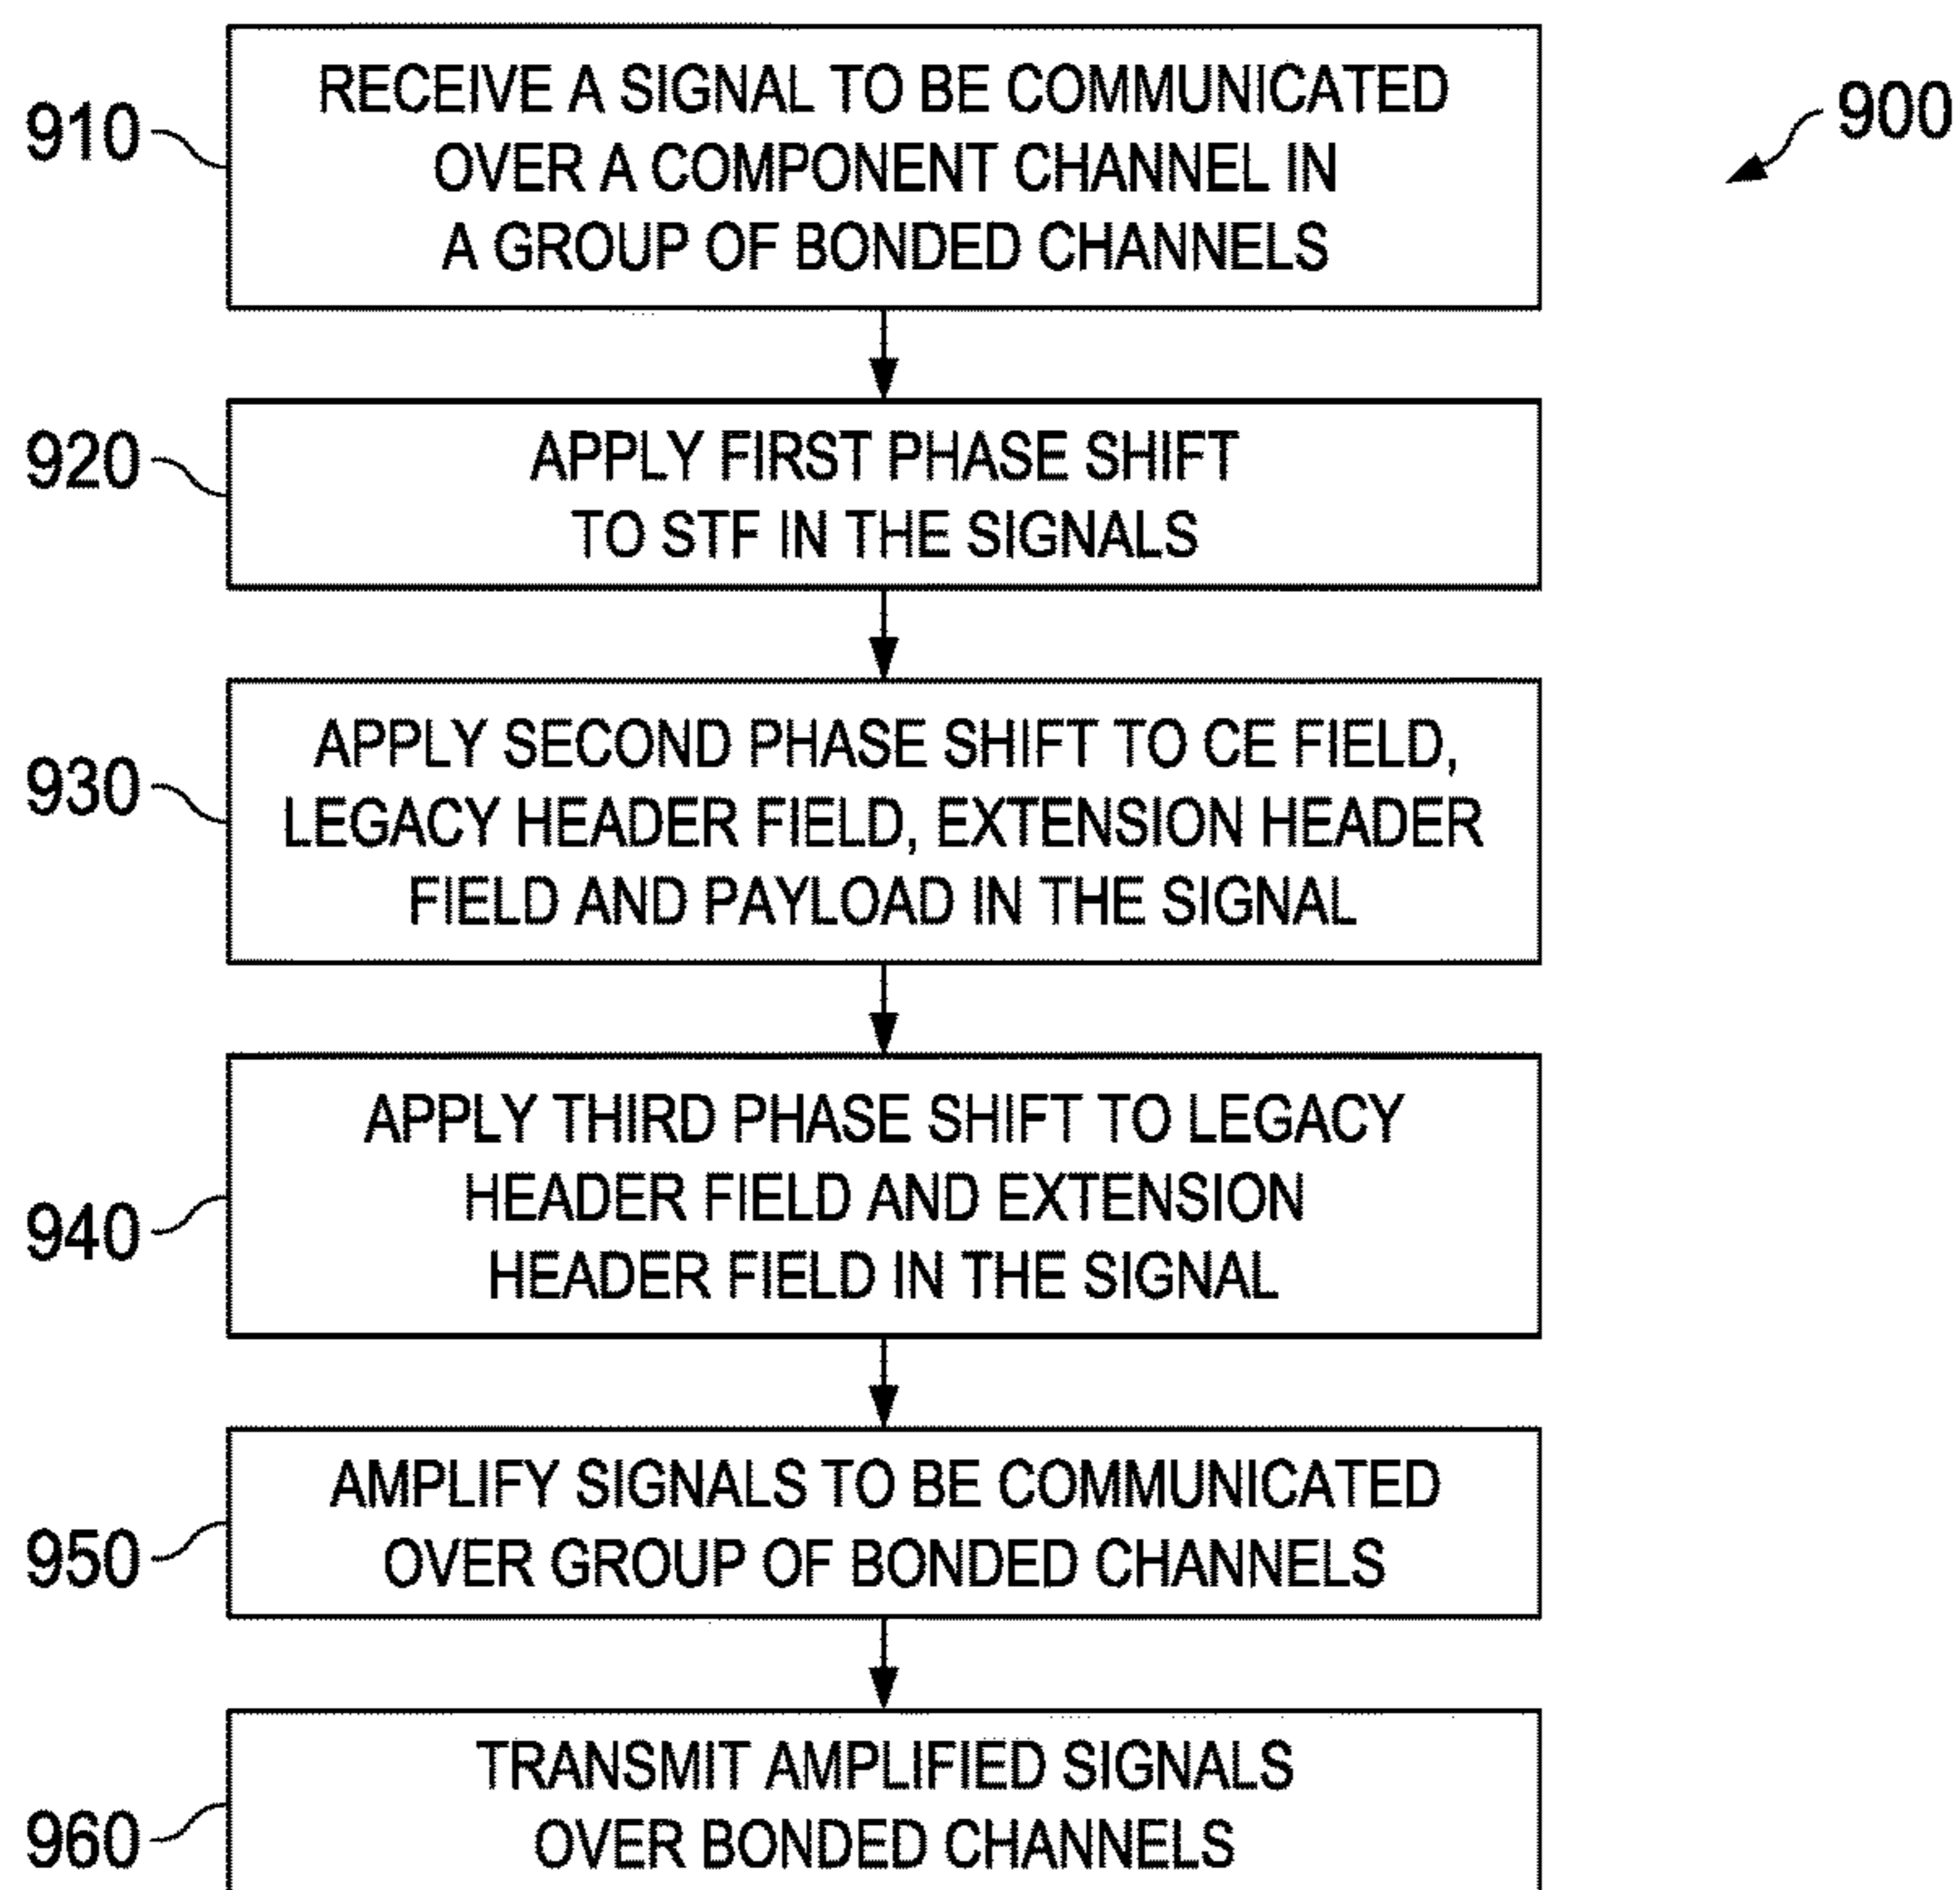 900
910
RECEIVE A SIGNAL TO BE COMMUNICATED
OVER A COMPONENT CHANNEL IN
A GROUP OF BONDED CHANNELS
920
APPLY FIRST PHASE SHIFT
TO STF IN THE SIGNALS
930
APPLY SECOND PHASE SHIFT TO CE FIELD,
LEGACY HEADER FIELD, EXTENSION HEADER
FIELD AND PAYLOAD IN THE SIGNAL
940
APPLY THIRD PHASE SHIFT TO LEGACY
HEADER FIELD AND EXTENSION
HEADER FIELD IN THE SIGNAL
950
AMPLIFY SIGNALS TO BE COMMUNICATED
OVER GROUP OF BONDED CHANNELS
960
TRANSMIT AMPLIFIED SIGNALS
OVER BONDED CHANNELS